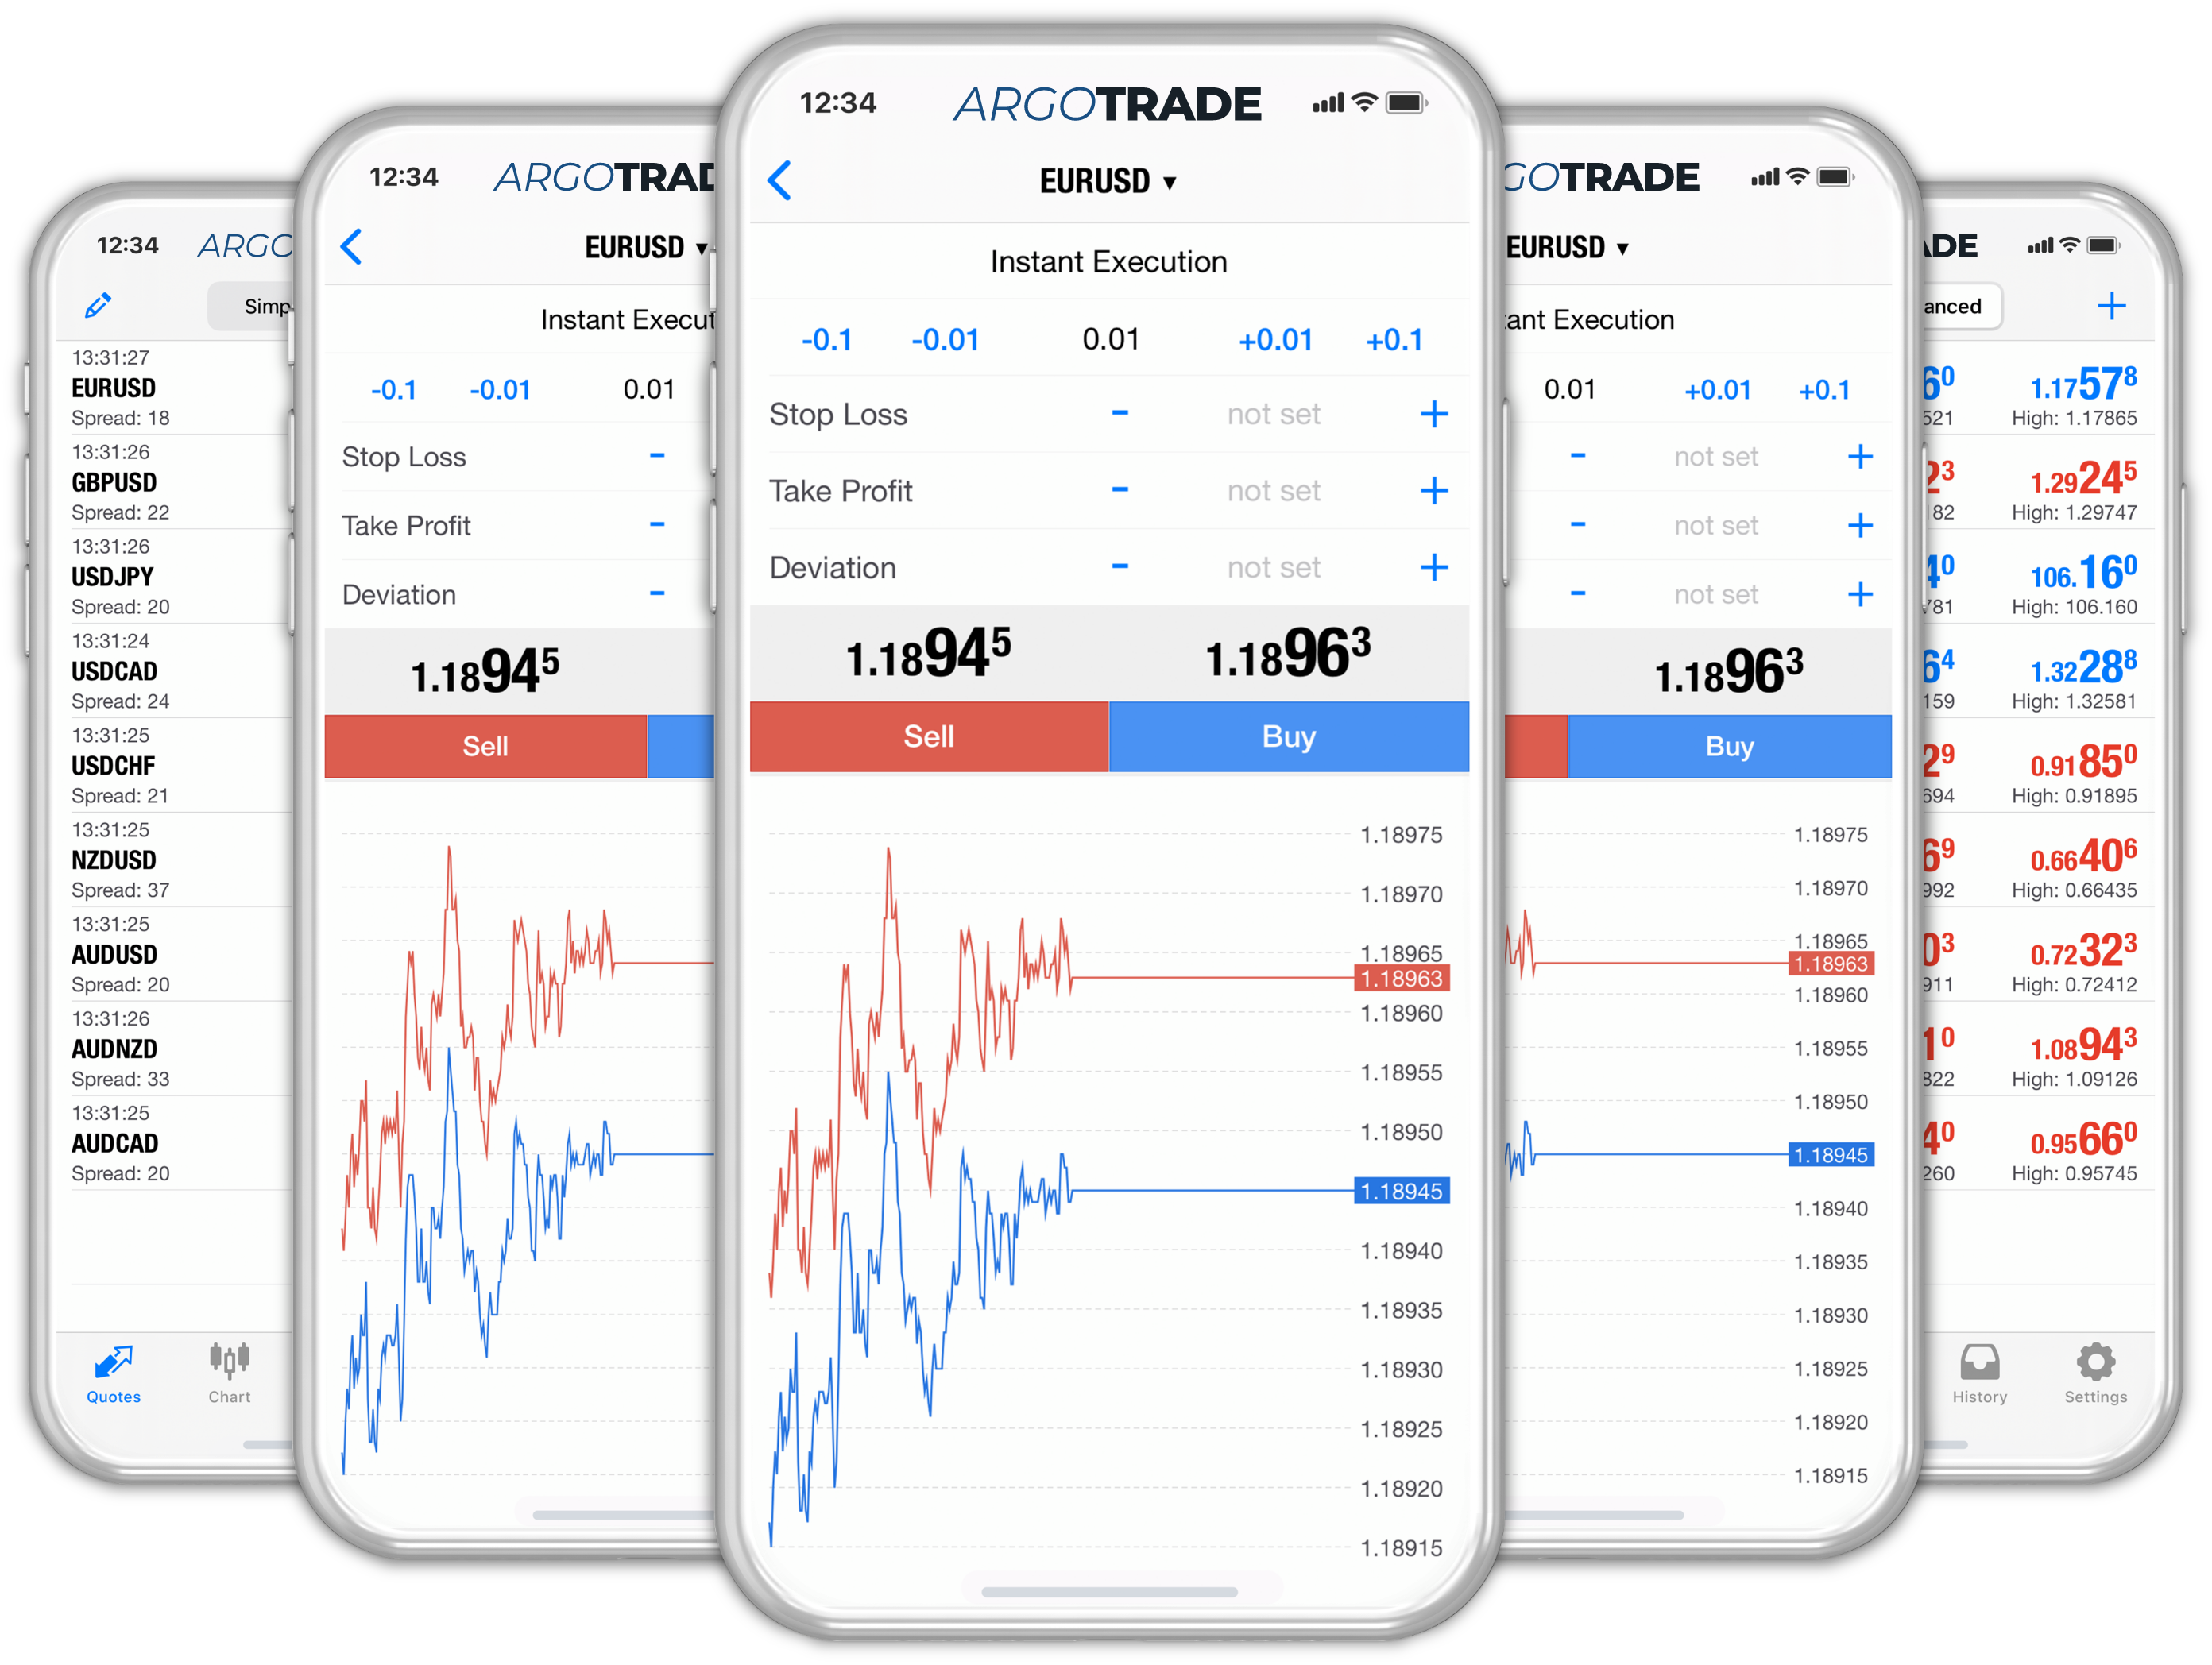 12:34 ARGO
Simp
13:31:27
EURUSD
Spread: 18
13:31:26
GBPUSD
Spread: 22
13:31:26
USDJPY
Spread: 20
13:31:24
USDCAD
Spread: 24
13:31:25
USDCHF
Spread: 21
13:31:25
NZDUSD
Spread: 37
13:31:25
AUDUSD
Spread: 20
13:31:26
AUDNZD
Spread: 33
13:31:25
AUDCAD
Spread: 20
Quotes Chart
12:34 ARGOTRAD
EURUSD ▼
Instant Execut
-0.1 -0.01 0.01
Stop Loss -
Take Profit -
Deviation -
1.18945
Sell
12:34 ARGOTRADE
EURUSD ▼
Instant Execution
-0.1 -0.01 0.01 +0.01 +0.1
Stop Loss - not set +
Take Profit - not set +
Deviation - not set +
1.18945 1.18963
Sell Buy
1.18975
1.18970
1.18965
1.18963
1.18960
1.18955
1.18950
1.18945
1.18940
1.18935
1.18930
1.18925
1.18920
1.18915
GOTRADE
EURUSD ▼
ant Execution
0.01 +0.01 +0.1
- not set +
- not set +
- not set +
1.18963
Buy
1.18975
1.18970
1.18965
1.18963
1.18960
1.18955
1.18950
1.18945
1.18940
1.18935
1.18930
1.18925
1.18920
1.18915
ADE
anced +
60 1.17578
521 High: 1.17865
23 1.29245
182 High: 1.29747
40 106.160
781 High: 106.160
64 1.32288
159 High: 1.32581
29 0.91850
694 High: 0.91895
69 0.66406
992 High: 0.66435
03 0.72323
911 High: 0.72412
10 1.08943
822 High: 1.09126
40 0.95660
260 High: 0.95745
History Settings